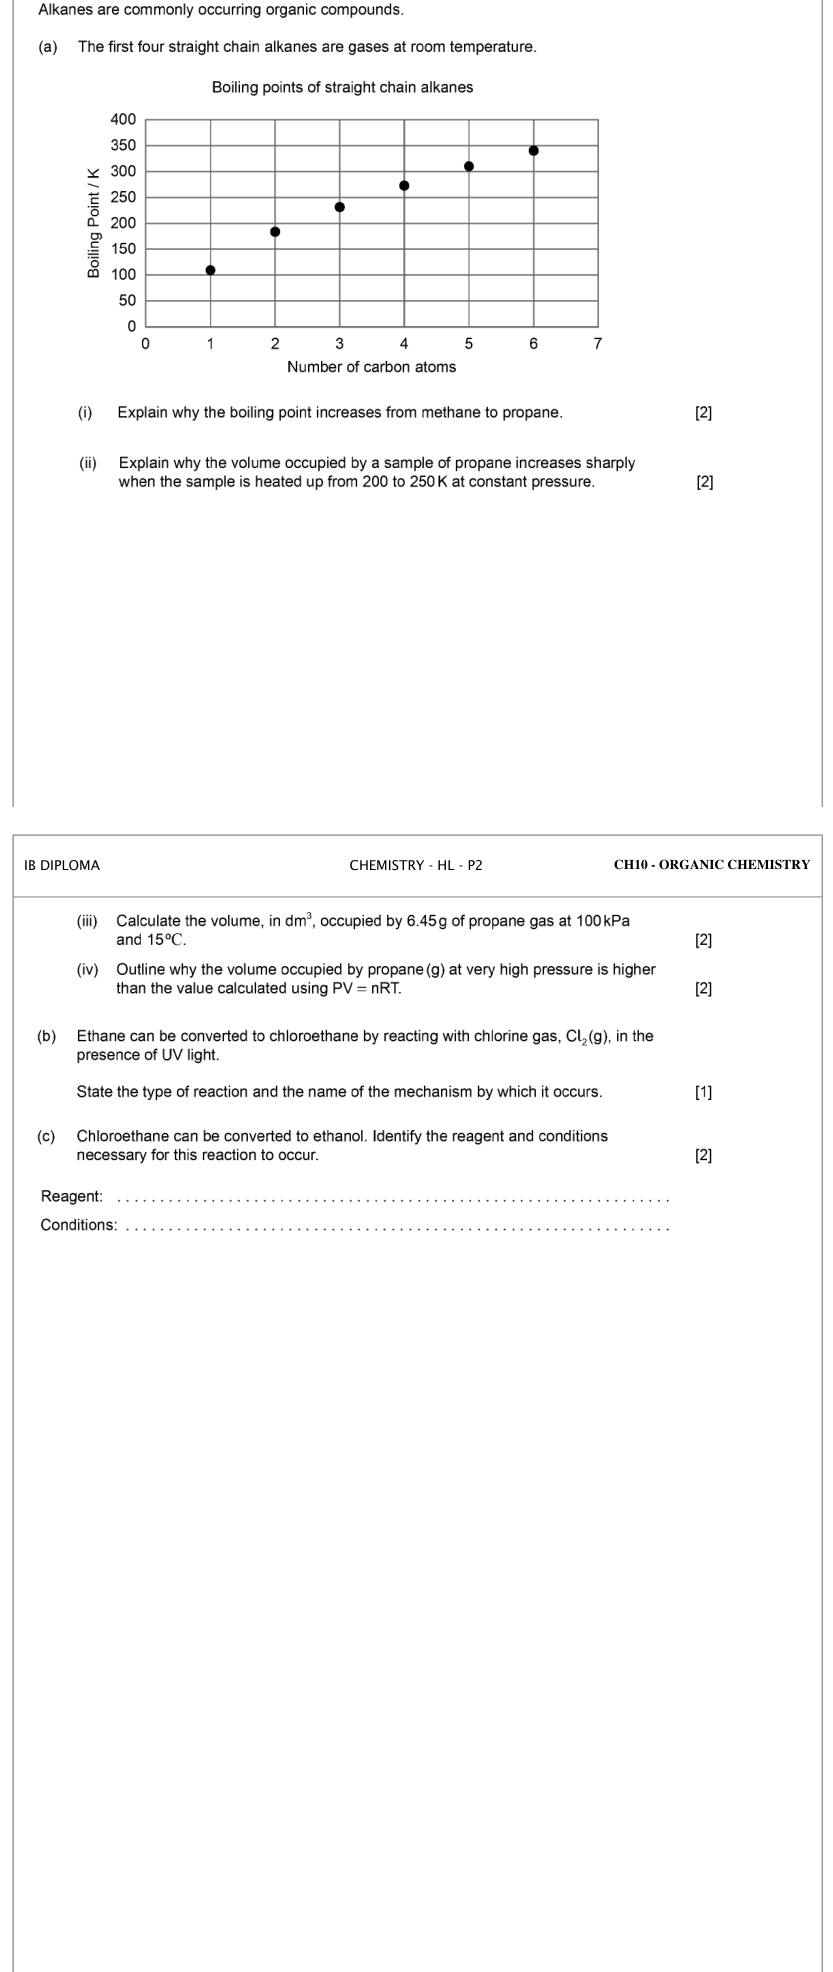 Alkanes are commonly occurring organic compounds.
(a) The first four straight chain alkanes are gases at room temperature.
Boiling points of straight chain alkanes
400
350
300
250
200
150
100
50
0
Boiling Point / K
0 1 2 3 4 5 6 7
Number of carbon atoms
(i) Explain why the boiling point increases from methane to propane. [2]
(ii) Explain why the volume occupied by a sample of propane increases sharply
when the sample is heated up from 200 to 250 K at constant pressure. [2]
IB DIPLOMA CHEMISTRY - HL - P2 CH10 - ORGANIC CHEMISTRY
(iii) Calculate the volume, in dm³, occupied by 6.45 g of propane gas at 100 kPa
and 15°C. [2]
(iv) Outline why the volume occupied by propane (g) at very high pressure is higher
than the value calculated using PV = nRT. [2]
(b) Ethane can be converted to chloroethane by reacting with chlorine gas, Cl₂(g), in the
presence of UV light.
State the type of reaction and the name of the mechanism by which it occurs. [1]
(c) Chloroethane can be converted to ethanol. Identify the reagent and conditions
necessary for this reaction to occur. [2]
Reagent: . . . . . . . . . . . . . . . . . . . . . . . . . . . . . . . . . . . . . . . . . . . . . . . . . . . . . . . . . . . . . . . . .
Conditions: . . . . . . . . . . . . . . . . . . . . . . . . . . . . . . . . . . . . . . . . . . . . . . . . . . . . . . . . . . . . . . . .